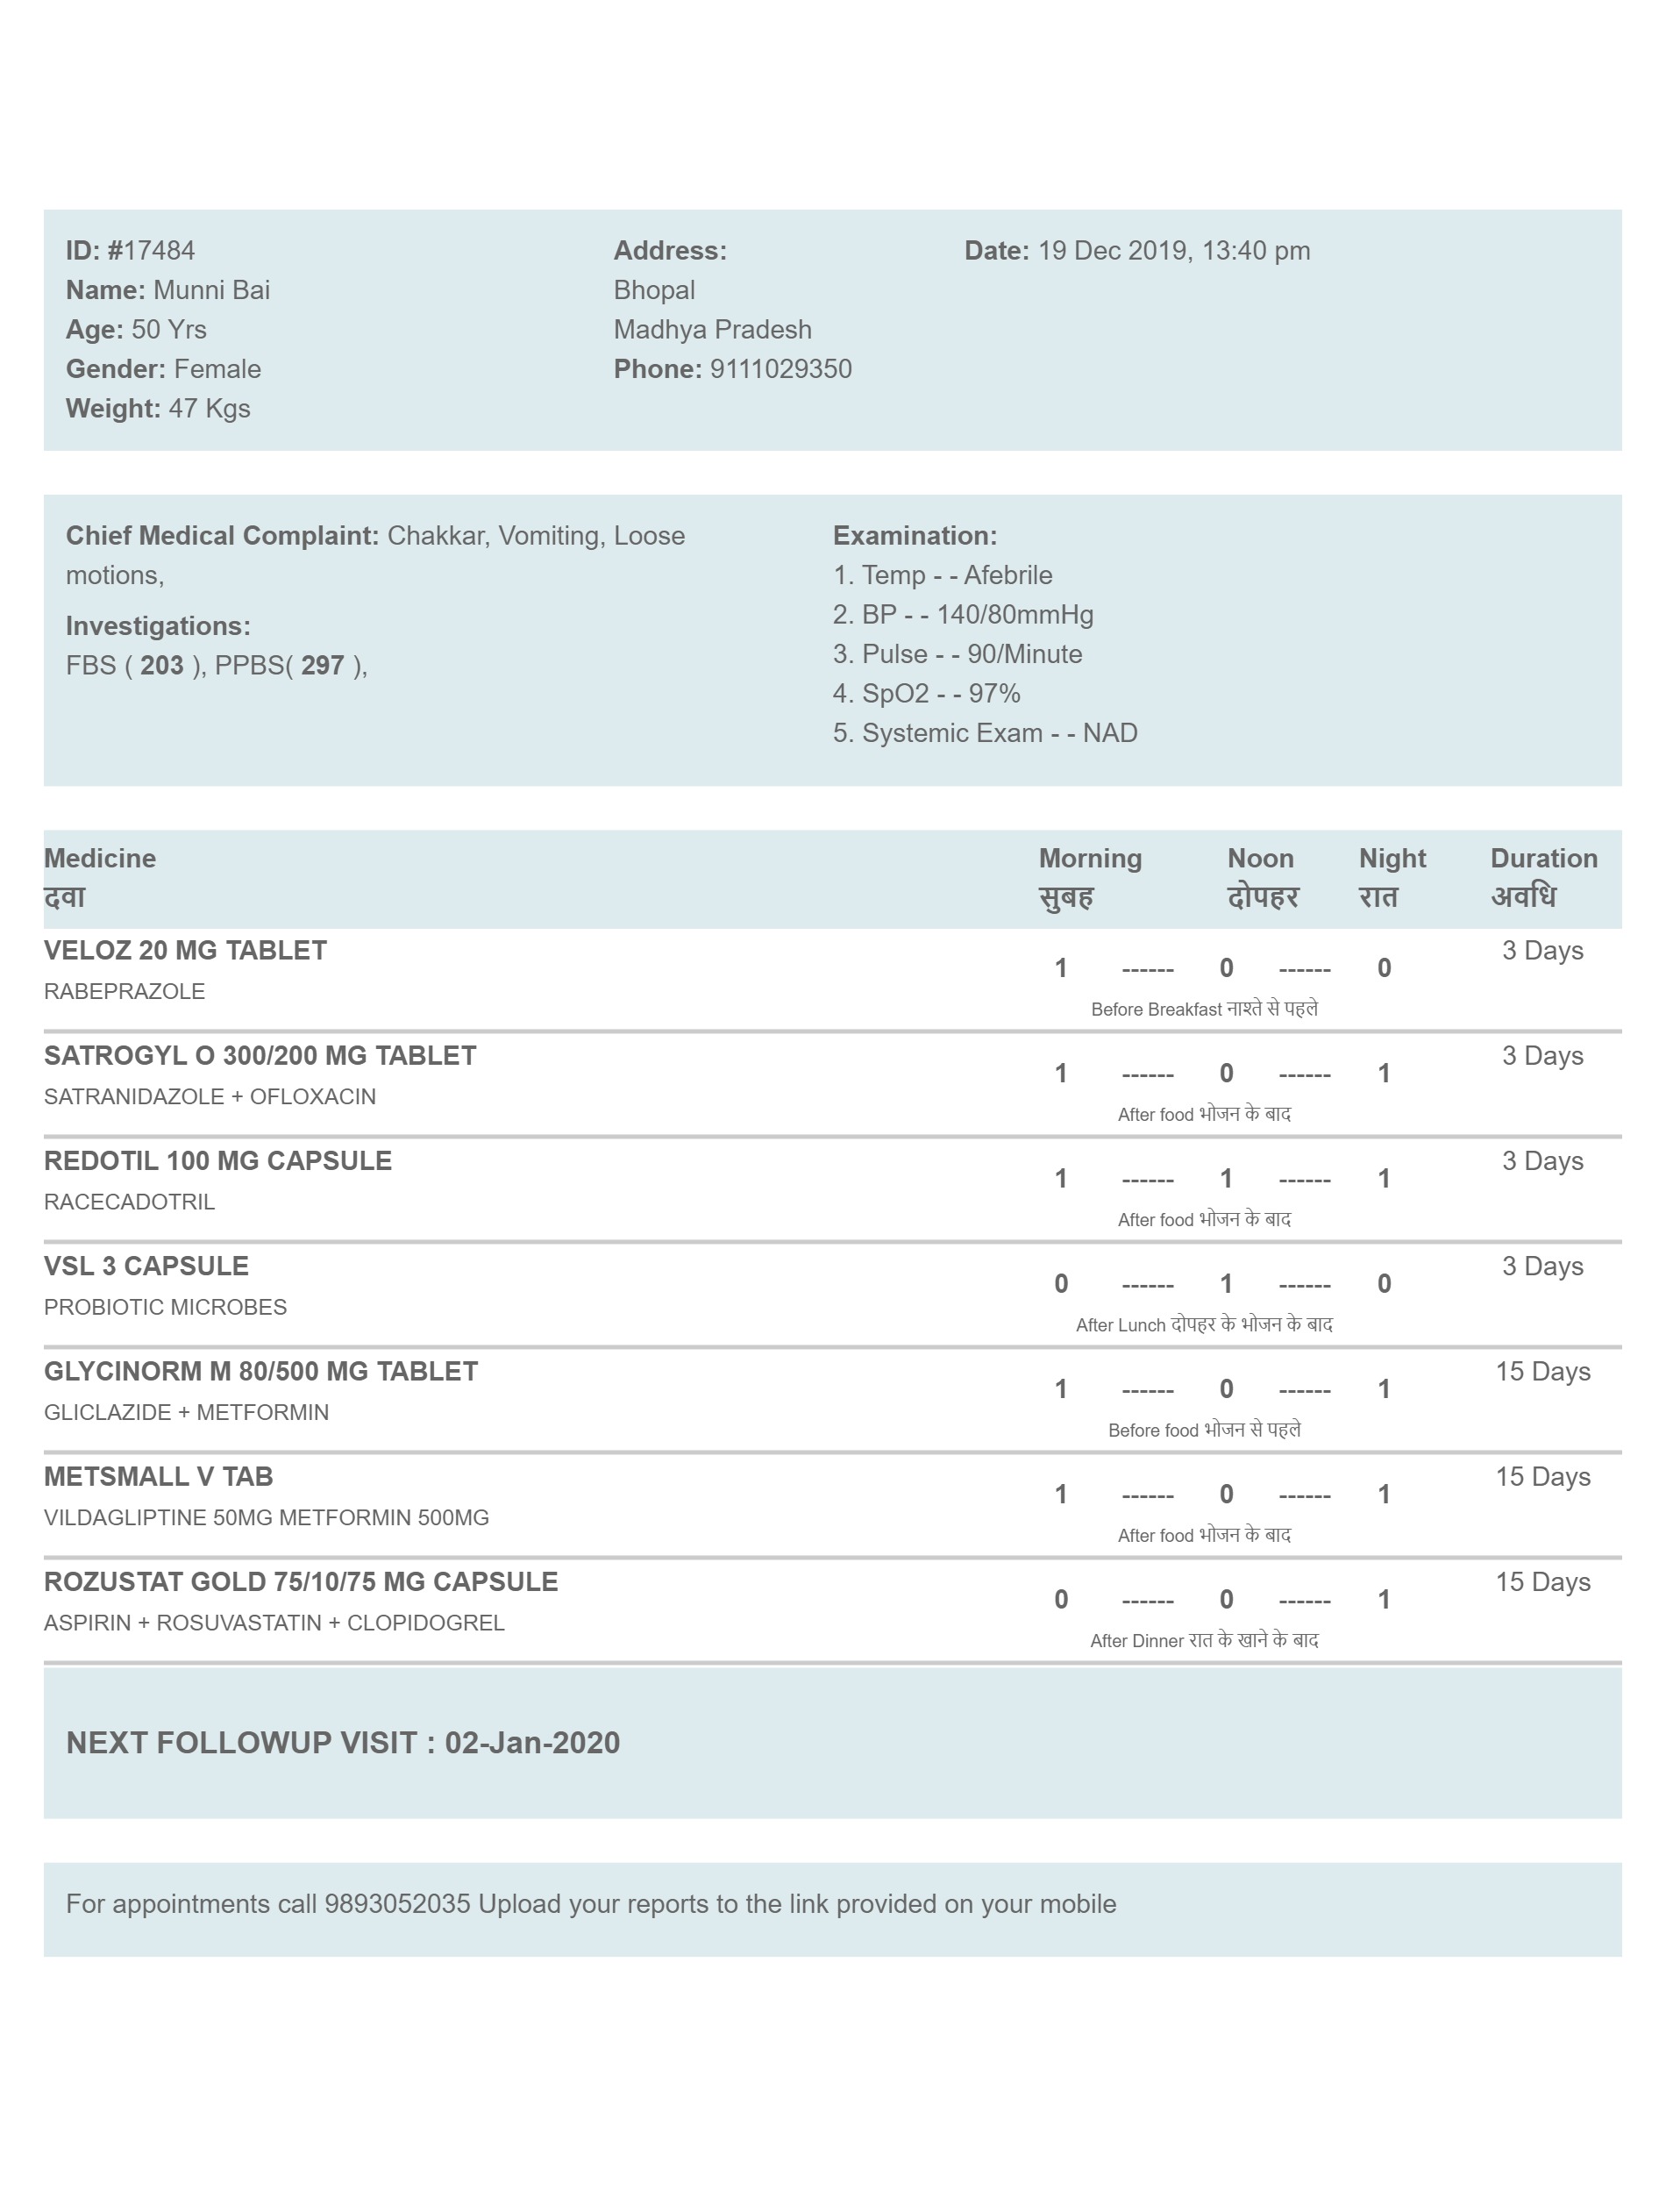 ID: #17484
Name: Munni Bai
Age: 50 Yrs
Gender: Female
Weight: 47 Kgs
Address:
Bhopal
Madhya Pradesh
Phone: 9111029350
Date: 19 Dec 2019, 13:40 pm
Chief Medical Complaint: Chakkar, Vomiting, Loose
motions,
Investigations:
FBS ( 203 ), PPBS( 297 ),
Examination:
1. Temp - - Afebrile
2. BP - - 140/80mmHg
3. Pulse - - 90/Minute
4. SpO2 - - 97%
5. Systemic Exam - - NAD
Medicine Morning Noon Night Duration
दवा सुबह दोपहर रात अवधि
VELOZ 20 MG TABLET 1 ------ 0 ------ 0 3 Days
RABEPRAZOLE Before Breakfast नाश्ते से पहले
SATROGYL O 300/200 MG TABLET 1 ------ 0 ------ 1 3 Days
SATRANIDAZOLE + OFLOXACIN After food भोजन के बाद
REDOTIL 100 MG CAPSULE 1 ------ 1 ------ 1 3 Days
RACECADOTRIL After food भोजन के बाद
VSL 3 CAPSULE 0 ------ 1 ------ 0 3 Days
PROBIOTIC MICROBES After Lunch दोपहर के भोजन के बाद
GLYCINORM M 80/500 MG TABLET 1 ------ 0 ------ 1 15 Days
GLICLAZIDE + METFORMIN Before food भोजन से पहले
METSMALL V TAB 1 ------ 0 ------ 1 15 Days
VILDAGLIPTINE 50MG METFORMIN 500MG After food भोजन के बाद
ROZUSTAT GOLD 75/10/75 MG CAPSULE 0 ------ 0 ------ 1 15 Days
ASPIRIN + ROSUVASTATIN + CLOPIDOGREL After Dinner रात के खाने के बाद
NEXT FOLLOWUP VISIT : 02-Jan-2020
For appointments call 9893052035 Upload your reports to the link provided on your mobile